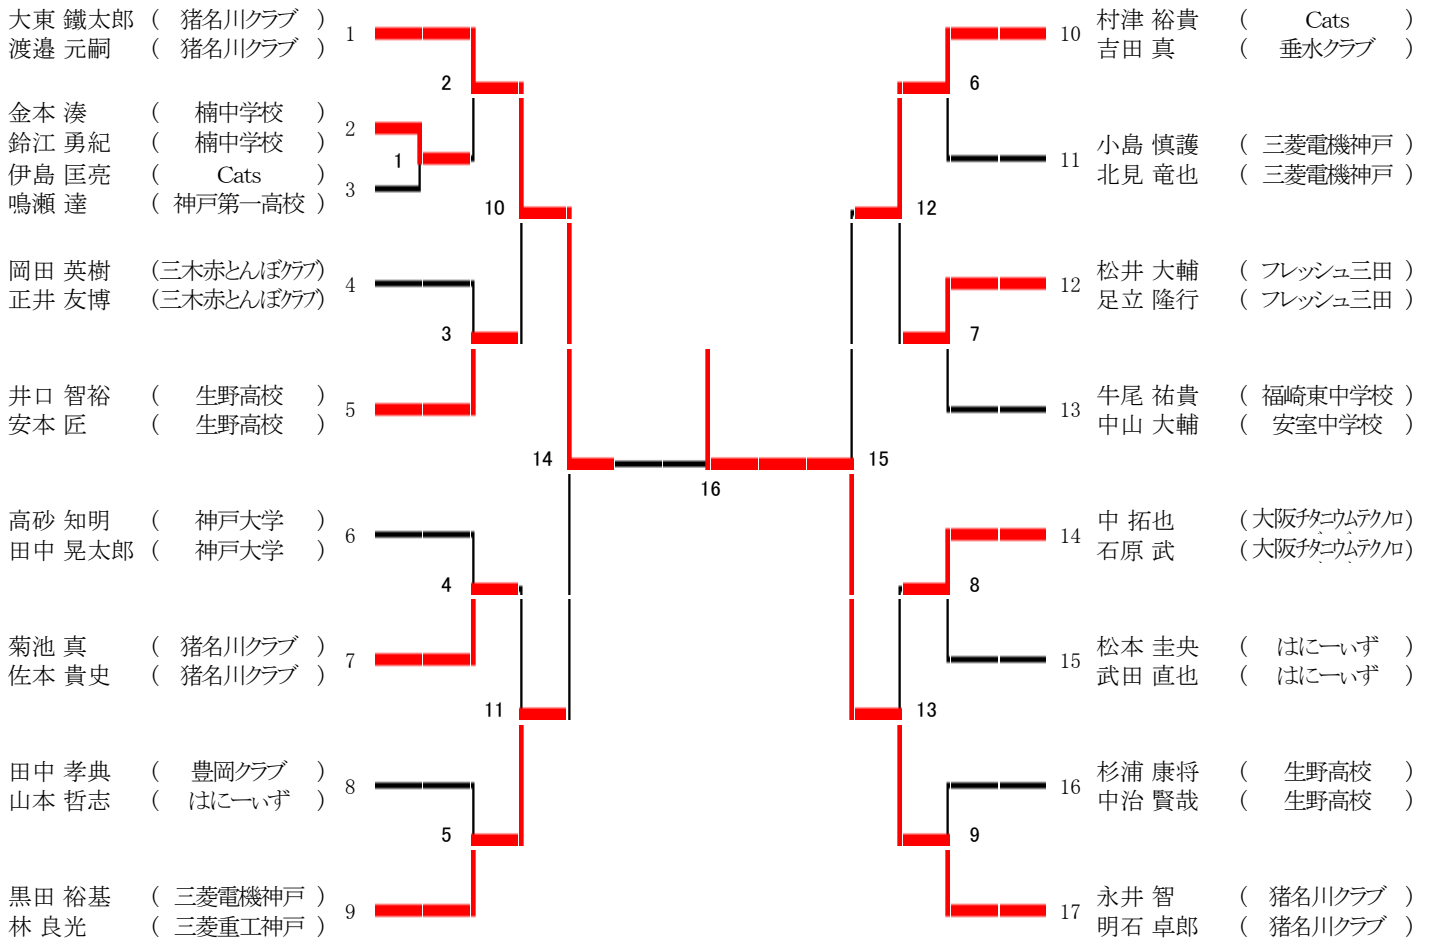 大東 鐵太郎 ( 猪名川クラブ )
渡邉 元嗣 ( 猪名川クラブ )
1
2
金本 湊 ( 楠中学校 )
鈴江 勇紀 ( 楠中学校 )
2
1
伊島 匡亮 ( Cats )
鳴瀬 達 ( 神戸第一高校 )
3
10
岡田 英樹 (三木赤とんぼクラブ)
正井 友博 (三木赤とんぼクラブ)
4
3
井口 智裕 ( 生野高校 )
安本 匠 ( 生野高校 )
5
14
高砂 知明 ( 神戸大学 )
田中 晃太郎 ( 神戸大学 )
6
4
菊池 真 ( 猪名川クラブ )
佐本 貴史 ( 猪名川クラブ )
7
11
田中 孝典 ( 豊岡クラブ )
山本 哲志 ( はにーぃず )
8
5
黒田 裕基 ( 三菱電機神戸 )
林 良光 ( 三菱重工神戸 )
9
16
村津 裕貴 ( Cats )
吉田 真 ( 垂水クラブ )
10
6
小島 慎護 ( 三菱電機神戸 )
北見 竜也 ( 三菱電機神戸 )
11
12
松井 大輔 ( フレッシュ三田 )
足立 隆行 ( フレッシュ三田 )
12
7
牛尾 祐貴 ( 福崎東中学校 )
中山 大輔 ( 安室中学校 )
13
15
中 拓也 (大阪チタニウムテクノロ)
石原 武 (大阪チタニウムテクノロ)
14
8
松本 圭央 ( はにーぃず )
武田 直也 ( はにーぃず )
15
13
杉浦 康将 ( 生野高校 )
中治 賢哉 ( 生野高校 )
16
9
永井 智 ( 猪名川クラブ )
明石 卓郎 ( 猪名川クラブ )
17